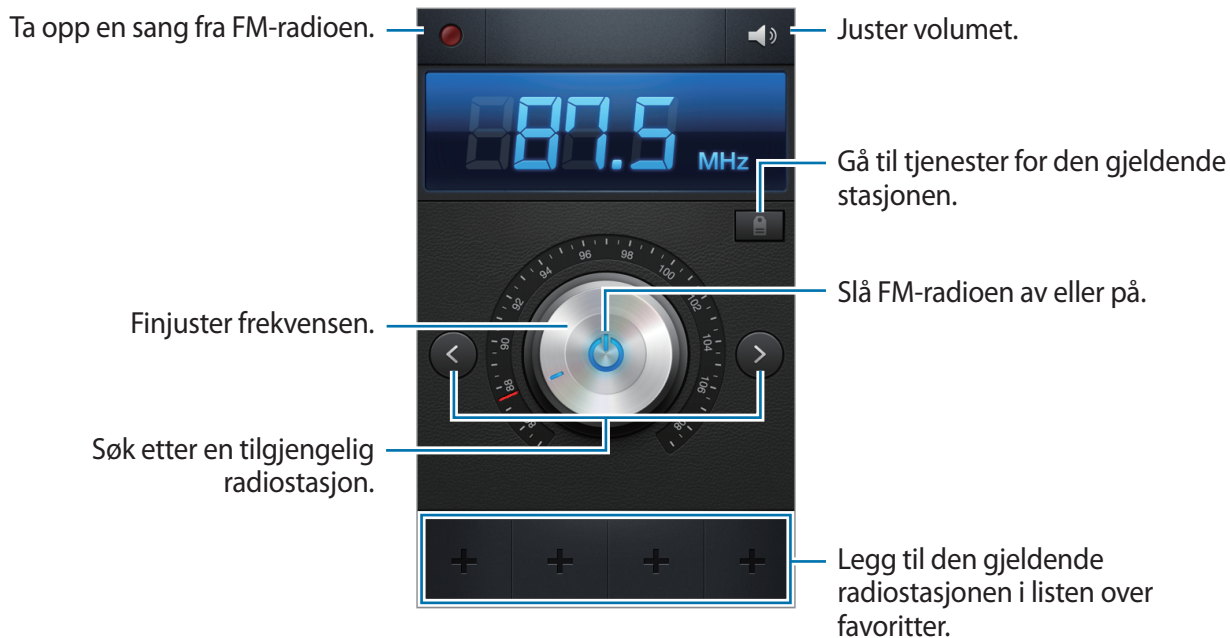 Ta opp en sang fra FM-radioen.
Juster volumet.
87.5
MHz
Gå til tjenester for den gjeldende
stasjonen.
Slå FM-radioen av eller på.
Finjuster frekvensen.
88
90
92
94
96
98
100
102
104
106
Søk etter en tilgjengelig
radiostasjon.
Legg til den gjeldende
radiostasjonen i listen over
favoritter.